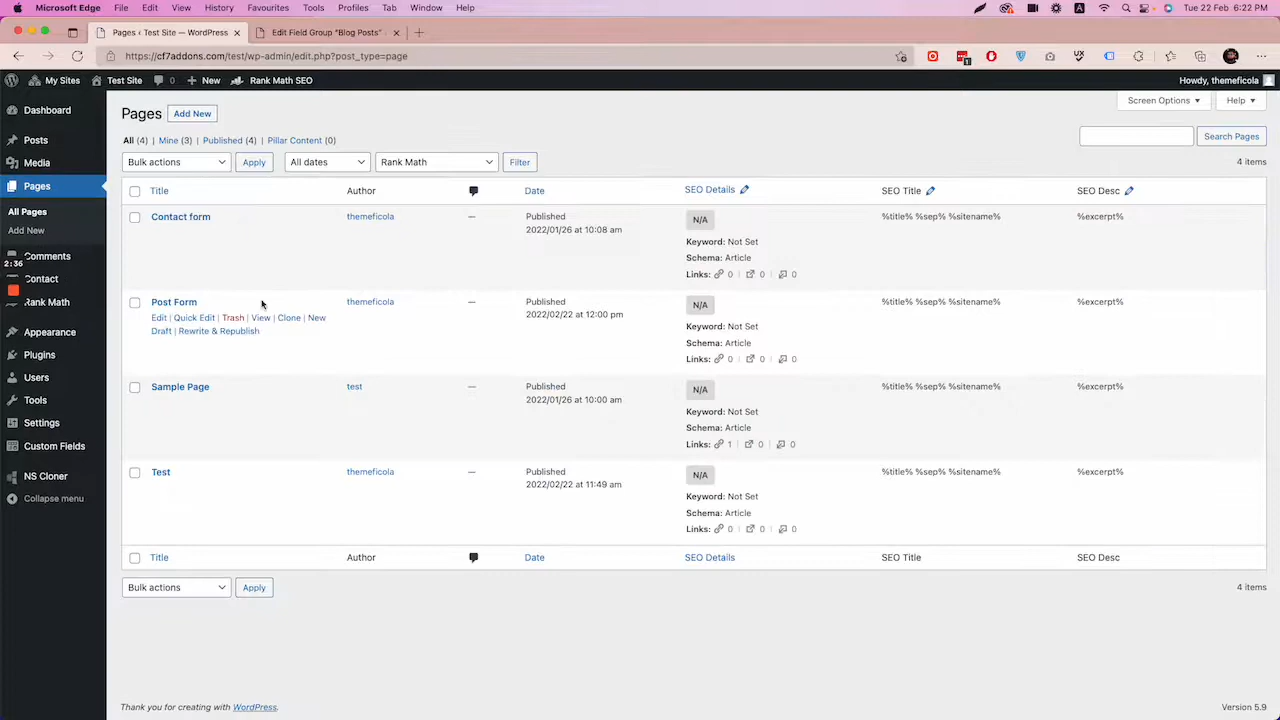 Microsoft Edge File Edit View History Favourites Tools Profiles Tab Window Help A Tue 22 Feb 6:22 PM
Pages ‹ Test Site — WordPress Edit Field Group "Blog Posts" ‹
https://cf7addons.com/test/wp-admin/edit.php?post_type=page
My Sites Test Site 0 New Rank Math SEO Howdy, themeficola
Dashboard
Posts
Media
Pages
All Pages
Add New
Comments
2:36
Contact
Rank Math
Appearance
Plugins
Users
Tools
Settings
Custom Fields
NS Cloner
Collapse menu
Screen Options Help
Pages Add New
All (4) | Mine (3) | Published (4) | Pillar Content (0)
Search Pages
Bulk actions Apply All dates Rank Math Filter
4 items
Title Author Date SEO Details SEO Title SEO Desc
Contact form themeficola — Published N/A %title% %sep% %sitename% %excerpt%
2022/01/26 at 10:08 am
Keyword: Not Set
Schema: Article
Links: 0 | 0 | 0
Post Form themeficola — Published N/A %title% %sep% %sitename% %excerpt%
Edit | Quick Edit | Trash | View | Clone | New 2022/02/22 at 12:00 pm
Draft | Rewrite & Republish Keyword: Not Set
Schema: Article
Links: 0 | 0 | 0
Sample Page test — Published N/A %title% %sep% %sitename% %excerpt%
2022/01/26 at 10:00 am
Keyword: Not Set
Schema: Article
Links: 1 | 0 | 0
Test themeficola — Published N/A %title% %sep% %sitename% %excerpt%
2022/02/22 at 11:49 am
Keyword: Not Set
Schema: Article
Links: 0 | 0 | 0
Title Author Date SEO Details SEO Title SEO Desc
Bulk actions Apply 4 items
Thank you for creating with WordPress. Version 5.9